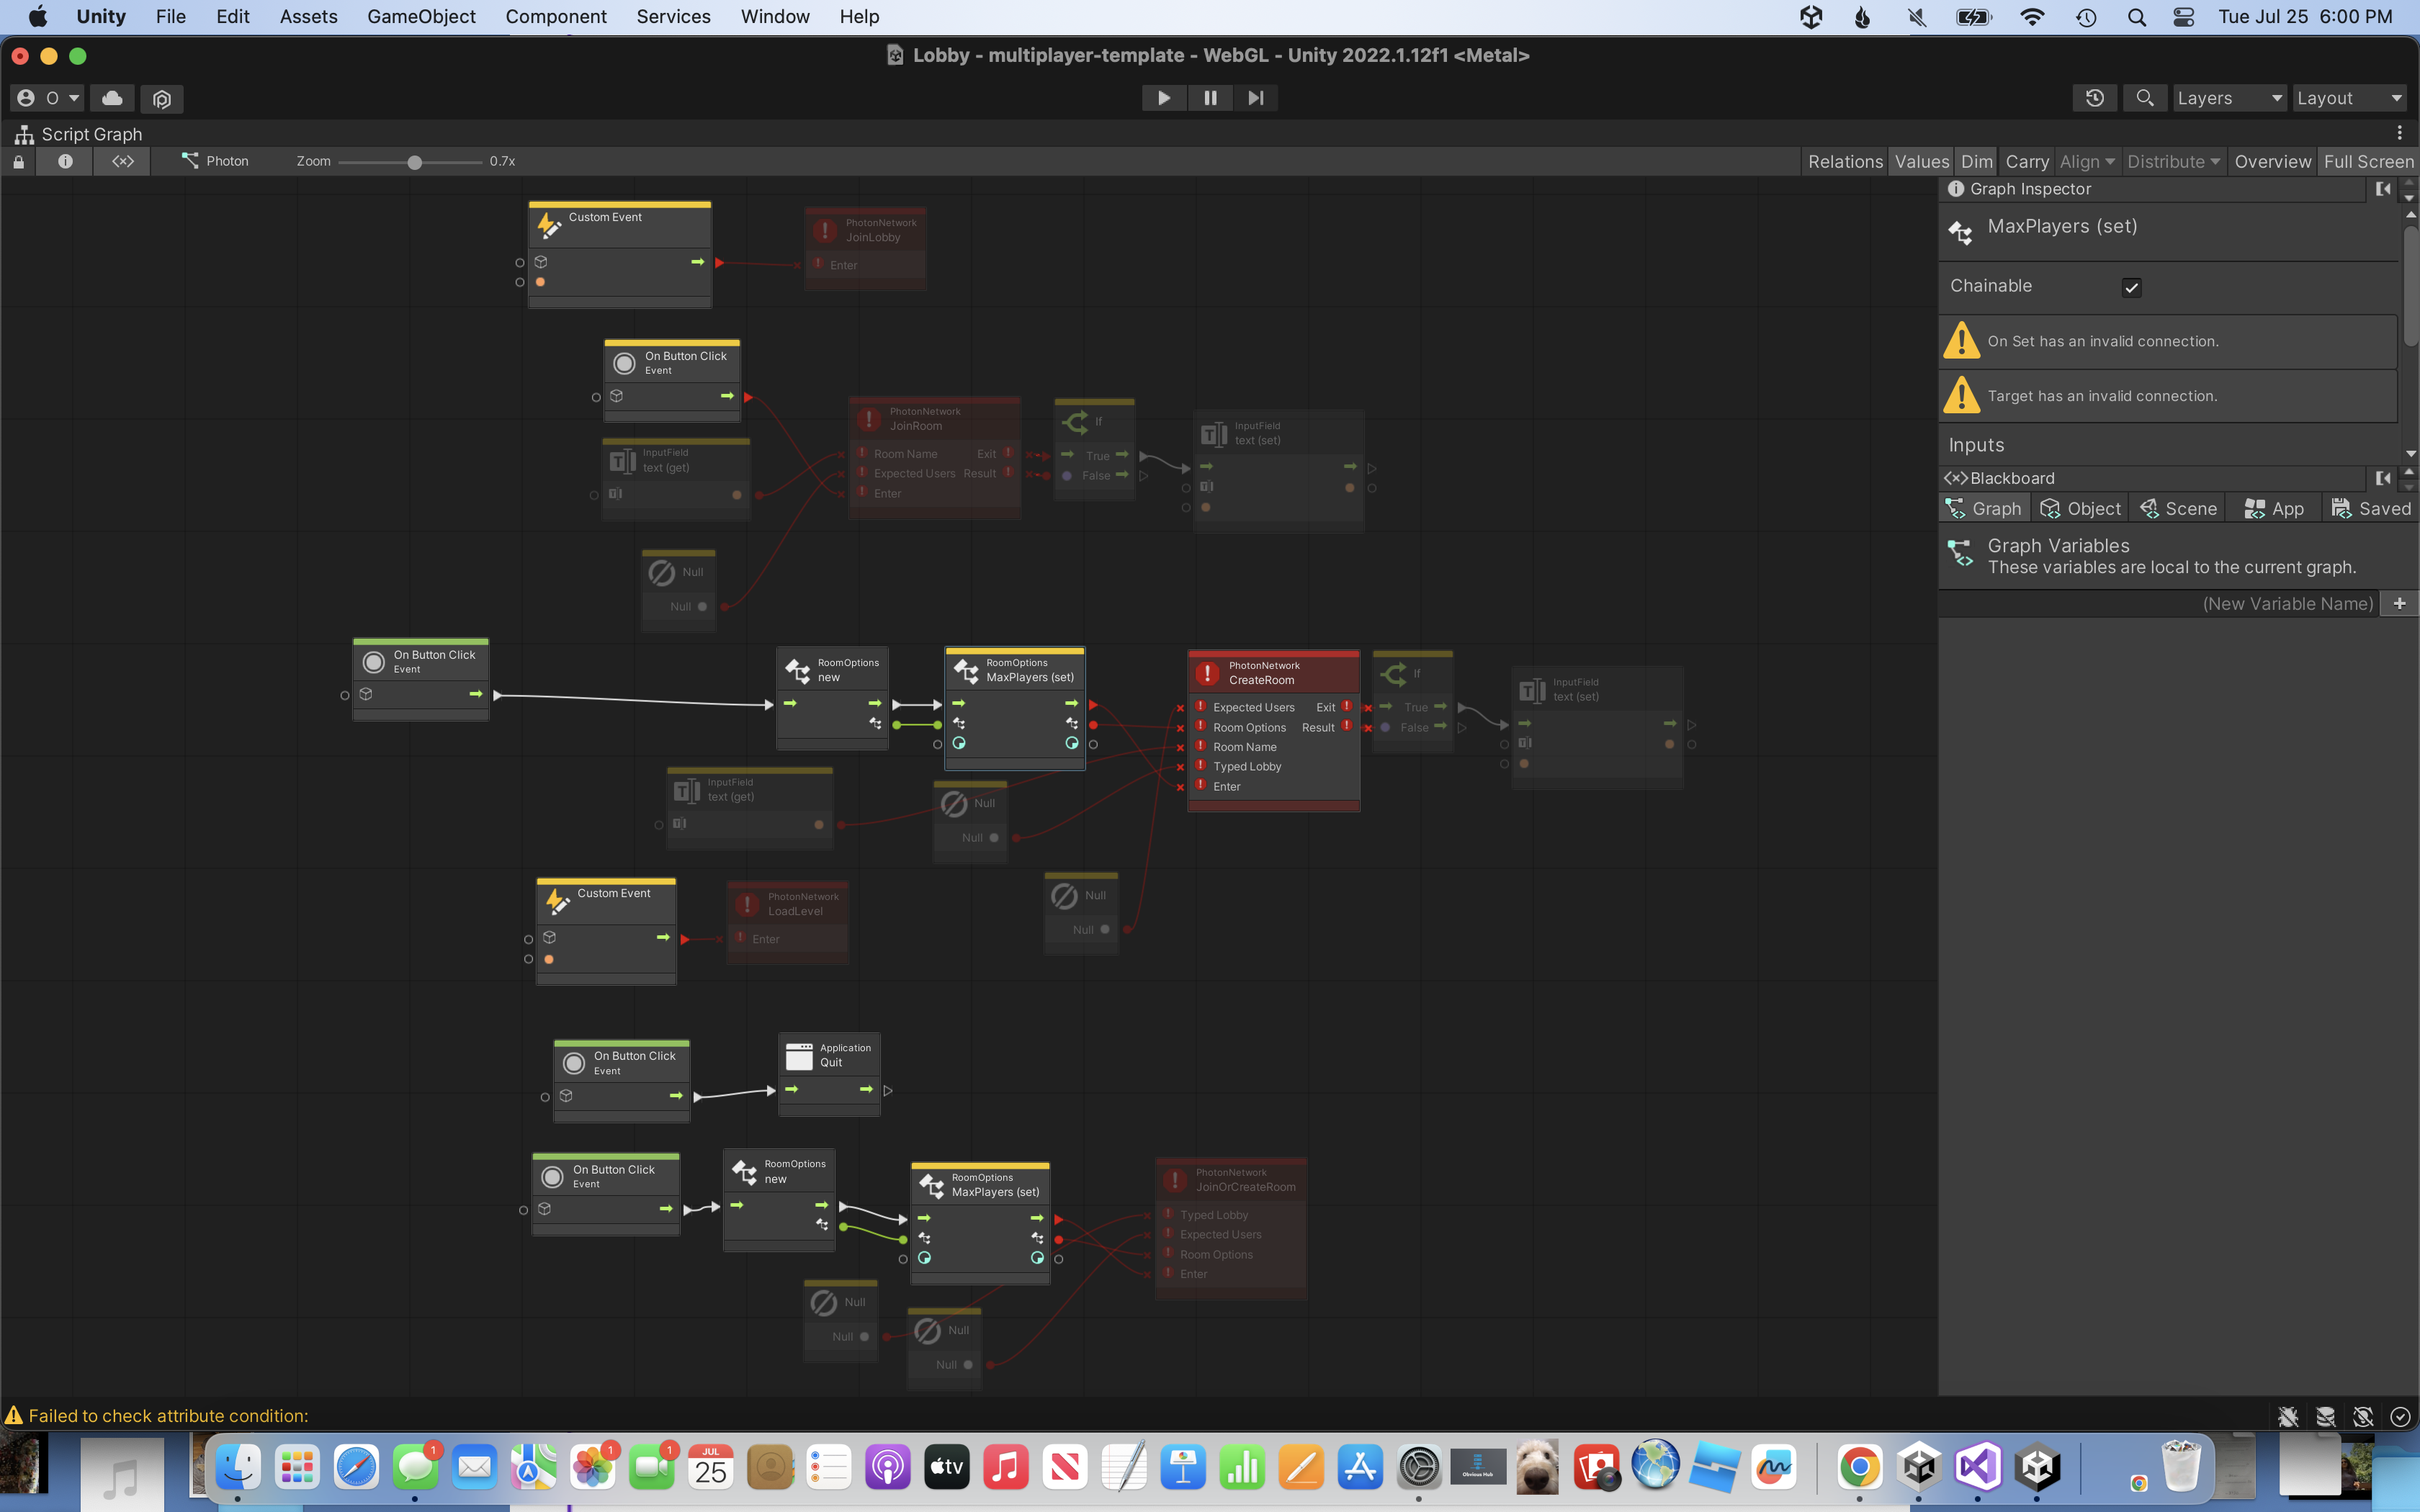 Unity File Edit Assets GameObject Component Services Window Help Tue Jul 25 6:00 PM
Lobby - multiplayer-template - WebGL - Unity 2022.1.12f1 <Metal>
O Layers Layout
Script Graph
<x> Photon Zoom 0.7x Relations Values Dim Carry Align Distribute Overview Full Screen
Graph Inspector
MaxPlayers (set)
Chainable
On Set has an invalid connection.
Target has an invalid connection.
Inputs
<x> Blackboard
Graph Object Scene App Saved
Graph Variables
These variables are local to the current graph.
(New Variable Name) +
Custom Event
PhotonNetwork
JoinLobby
Enter
On Button Click
Event
InputField
text (get)
PhotonNetwork
JoinRoom
Room Name Exit
Expected Users Result
Enter
If
True
False
InputField
text (set)
Null
Null
On Button Click
Event
RoomOptions
new
RoomOptions
MaxPlayers (set)
PhotonNetwork
CreateRoom
Expected Users Exit
Room Options Result
Room Name
Typed Lobby
Enter
If
True
False
InputField
text (set)
InputField
text (get)
Null
Null
Null
Null
Custom Event
PhotonNetwork
LoadLevel
Enter
On Button Click
Event
Application
Quit
On Button Click
Event
RoomOptions
new
RoomOptions
MaxPlayers (set)
PhotonNetwork
JoinOrCreateRoom
Typed Lobby
Expected Users
Room Options
Enter
Null
Null
Null
Null
Failed to check attribute condition:
1
1
1
JUL
25
tv
Obvious Hub